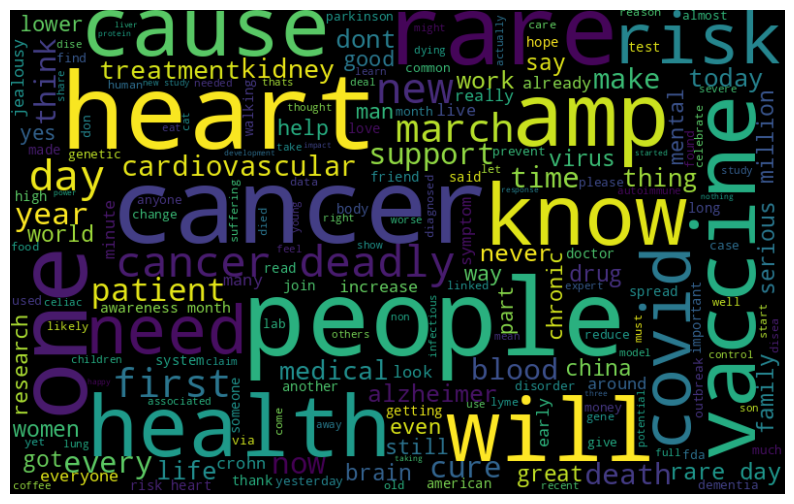 cause
rare
risk
lower
parkinson
reason
almost
liver
protein
might
actually
care
dying
hope
test
jealousy
think
dise
find
share
dont
good
common
say
treatment
kidney
new
work
already
make
today
human
new study
needed
thats
learn
deal
heart
amp
vaccine
yes
don
eat
cat
walking
thought
man
month
live
really
mental
severe
celebrate
million
made
genetic
help
take
love
march
support
prevent
virus
found
study
day
cardiovascular
friend
said
let
please
autoimmune
time
thing
year
high
anyone
data
cancer
know
long
nothing
world
minute
change
suffering
died
young
body
right
worse
diagnosed
response
started
development
impact
power
food
feel
show
symptom
never
doctor
case
serious
one
cancer deadly
many
read
way
drug
covid
used
celiac
patient
join
increase
linked
expert
spread
well
important
likely
awareness month
need
people
part
chronic
reduce
start
research
lab
non
others
infectious
mean
must
model
control
disea
children
system
claim
medical
look
blood
china
outbreak
family
first
happy
another
alzheimer
disorder
around
son
women
health
associated
someone
come
away
getting
use
lyme
gene
money
three
early
potential
yet
lung
via
still
even
will
give
full
fda
much
got
every
life
crohn
now
brain
cure
great
death
rare day
everyone
coffee
risk heart
thank
yesterday
taking
old
american
recent
dementia